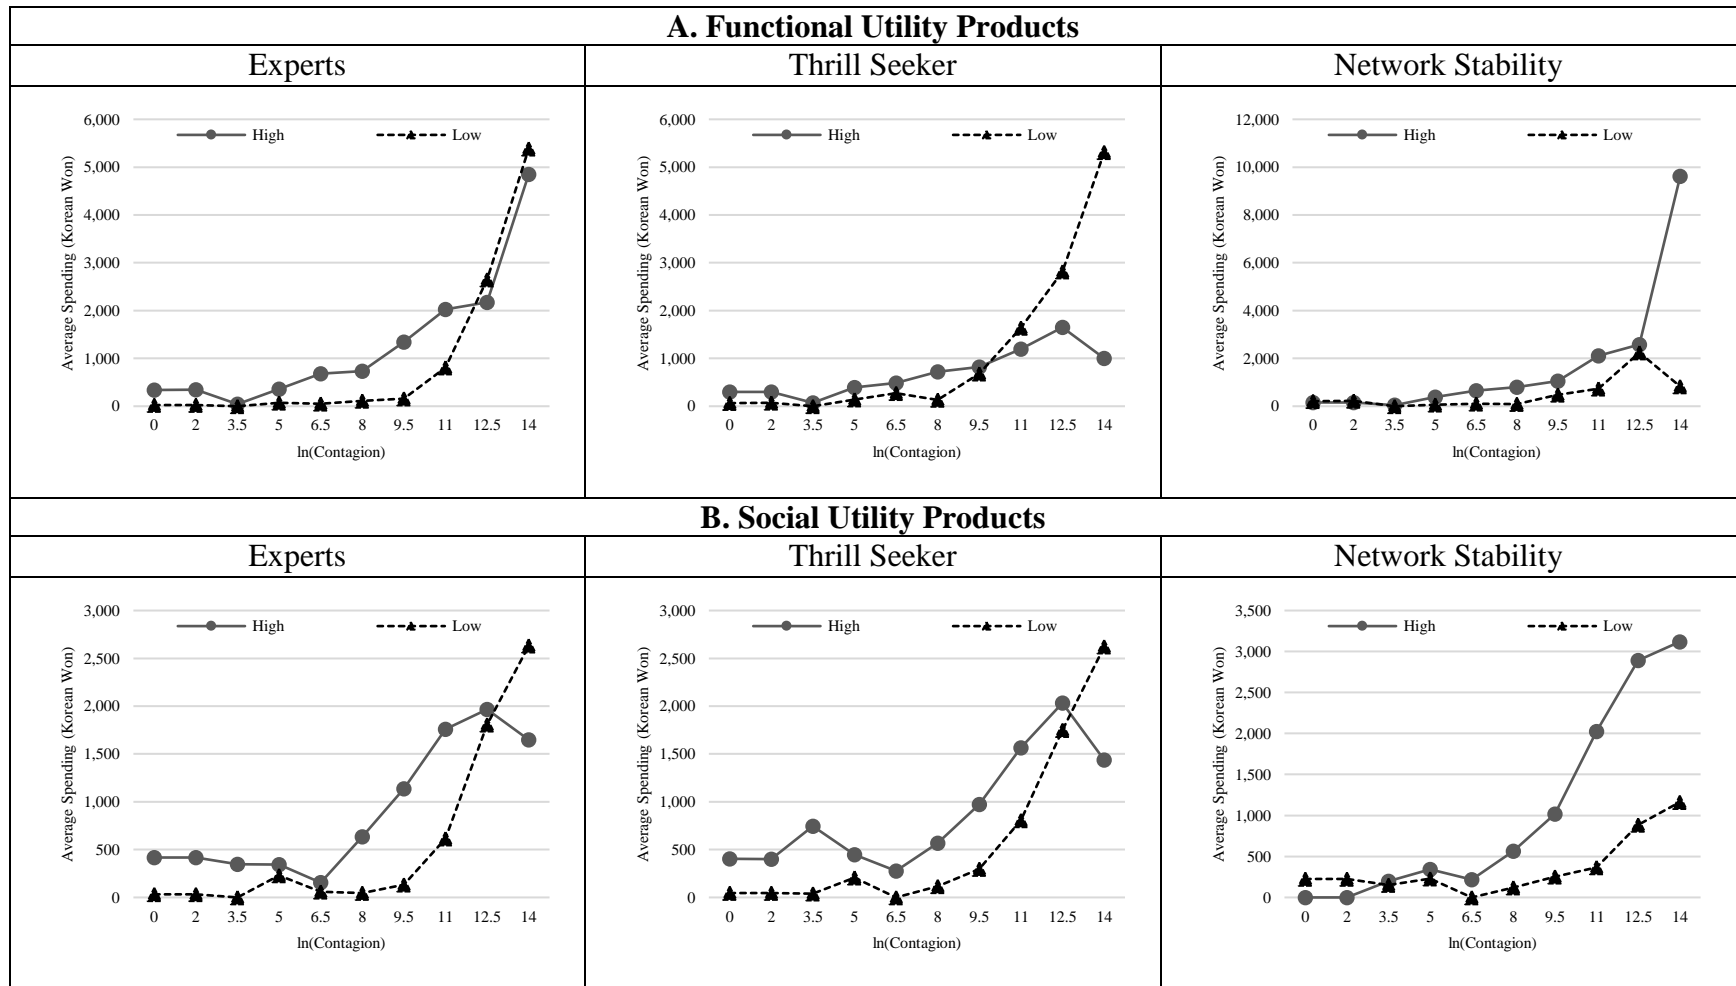 A. Functional Utility Products
Experts
Thrill Seeker
Network Stability
High
Low
Average Spending (Korean Won)
6,000
5,000
4,000
3,000
2,000
1,000
0
0 2 3.5 5 6.5 8 9.5 11 12.5 14
ln(Contagion)
High
Low
Average Spending (Korean Won)
6,000
5,000
4,000
3,000
2,000
1,000
0
0 2 3.5 5 6.5 8 9.5 11 12.5 14
ln(Contagion)
High
Low
Average Spending (Korean Won)
12,000
10,000
8,000
6,000
4,000
2,000
0
0 2 3.5 5 6.5 8 9.5 11 12.5 14
ln(Contagion)
B. Social Utility Products
Experts
Thrill Seeker
Network Stability
High
Low
Average Spending (Korean Won)
3,000
2,500
2,000
1,500
1,000
500
0
0 2 3.5 5 6.5 8 9.5 11 12.5 14
ln(Contagion)
High
Low
Average Spending (Korean Won)
3,000
2,500
2,000
1,500
1,000
500
0
0 2 3.5 5 6.5 8 9.5 11 12.5 14
ln(Contagion)
High
Low
Average Spending (Korean Won)
3,500
3,000
2,500
2,000
1,500
1,000
500
0
0 2 3.5 5 6.5 8 9.5 11 12.5 14
ln(Contagion)